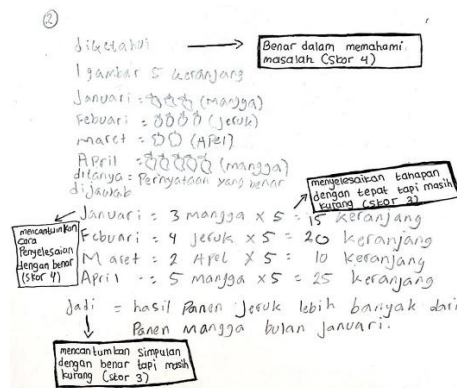 ②
diketahui
Benar dalam memahami
masalah (Skor 4)
1 gambar 5 keranjang
Januari = (mangga)
Febuari = (jeruk)
maret = (APel)
APril = (mangga)
ditanya = Pernyataan yang benar
dijawab
menyelesaikan tahapan
dengan tepat tapi masih
kurang (skor 3)
mencantumkan
cara
Penyelesaian
dengan benar
(skor 4)
Januari = 3 mangga x 5 = 15 keranjang
Febuari = 4 jeruk x 5 = 20 keranjang
Maret = 2 APel x 5 = 10 keranjang
April = 5 mangga x 5 = 25 keranjang
Jadi = hasil Panen jeruk lebih banyak dari
Panen mangga bulan januari.
mencantumkan simpulan
dengan benar tapi masih
kurang (skor 3)